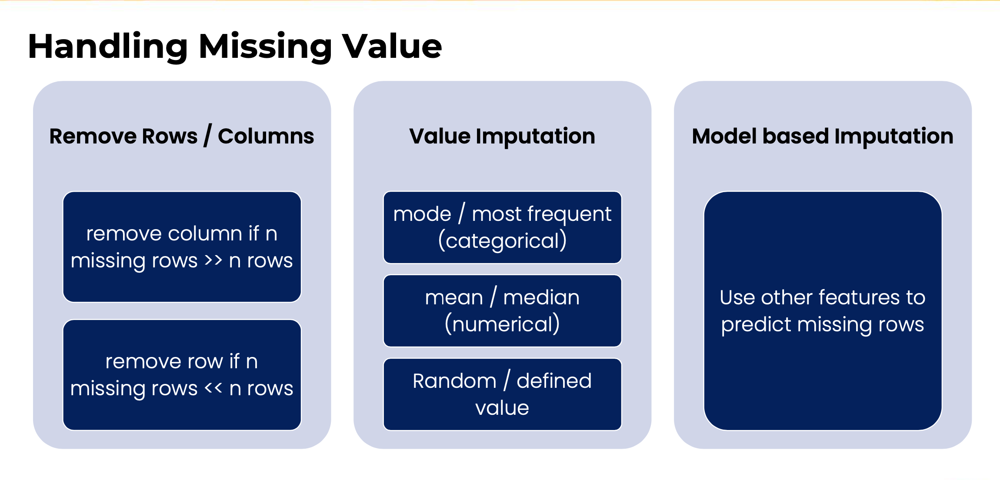 Handling Missing Value
Remove Rows / Columns
remove column if n
missing rows >> n rows
remove row if n
missing rows << n rows
Value Imputation
mode / most frequent
(categorical)
mean / median
(numerical)
Random / defined
value
Model based Imputation
Use other features to
predict missing rows